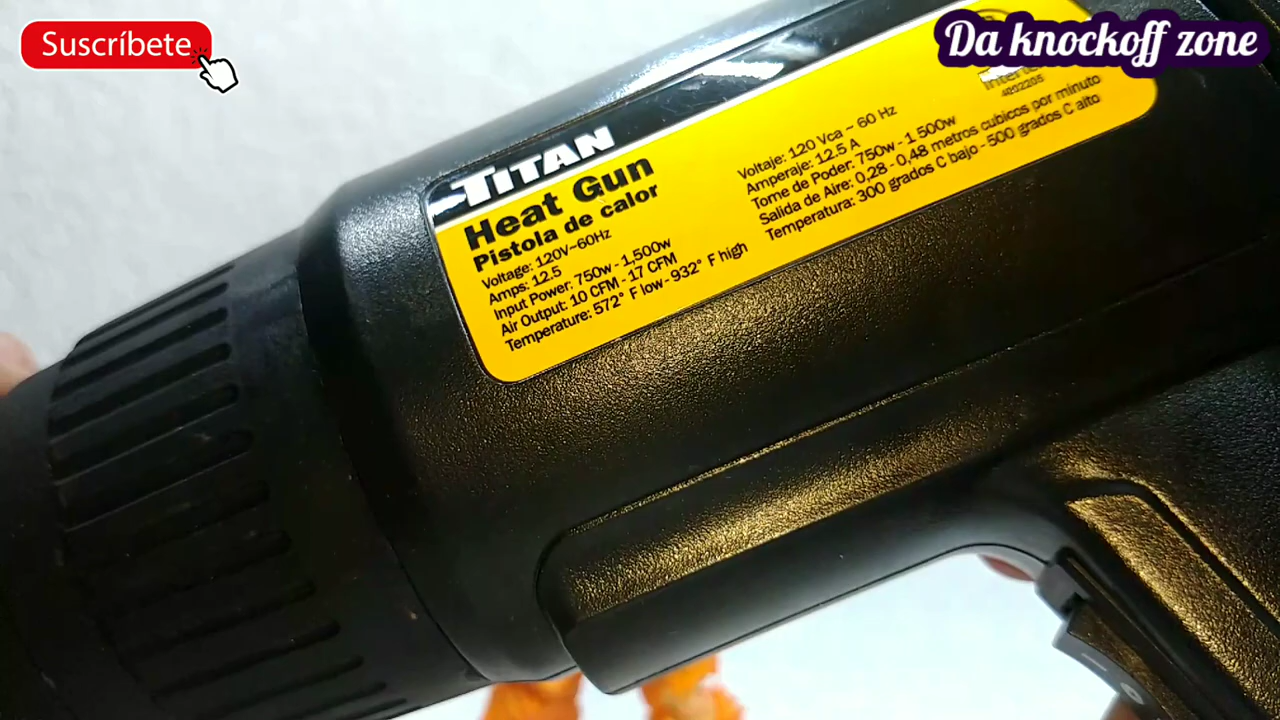 Suscríbete
Da knockoff zone
TITAN
Heat Gun
Pistola de calor
Voltage: 120V~60Hz
Amps: 12.5
Input Power: 750w - 1,500w
Air Output: 10 CFM - 17 CFM
Temperature: 572° F low - 932° F high
Intertek
4002205
Voltaje: 120 Vca ~ 60 Hz
Amperaje: 12.5 A
Tome de Poder: 750w - 1 500w
Salida de Aire: 0,28 - 0,48 metros cubicos por minuto
Temperatura: 300 grados C bajo - 500 grados C alto